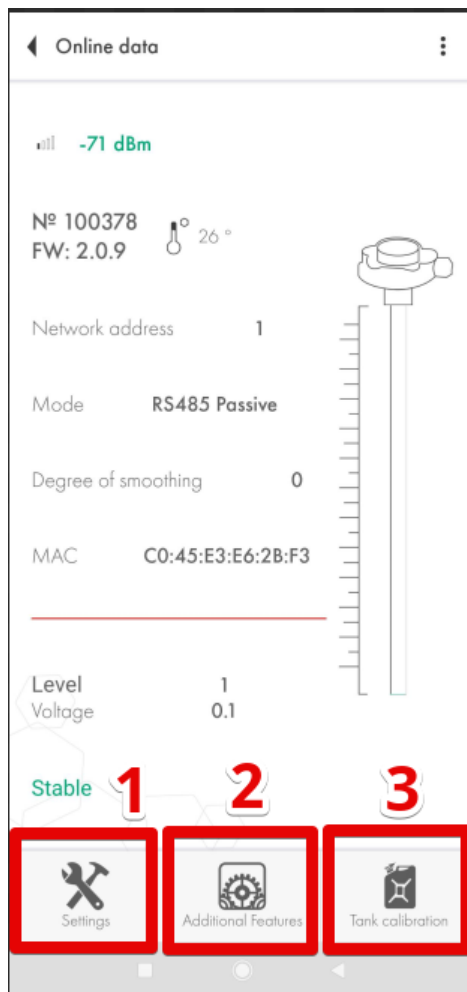 Online data
-71 dBm
№ 100378
FW: 2.0.9
26 °
Network address 1
Mode RS485 Passive
Degree of smoothing 0
MAC C0:45:E3:E6:2B:F3
Level 1
Voltage 0.1
Stable
1 2 3
Settings Additional Features Tank calibration